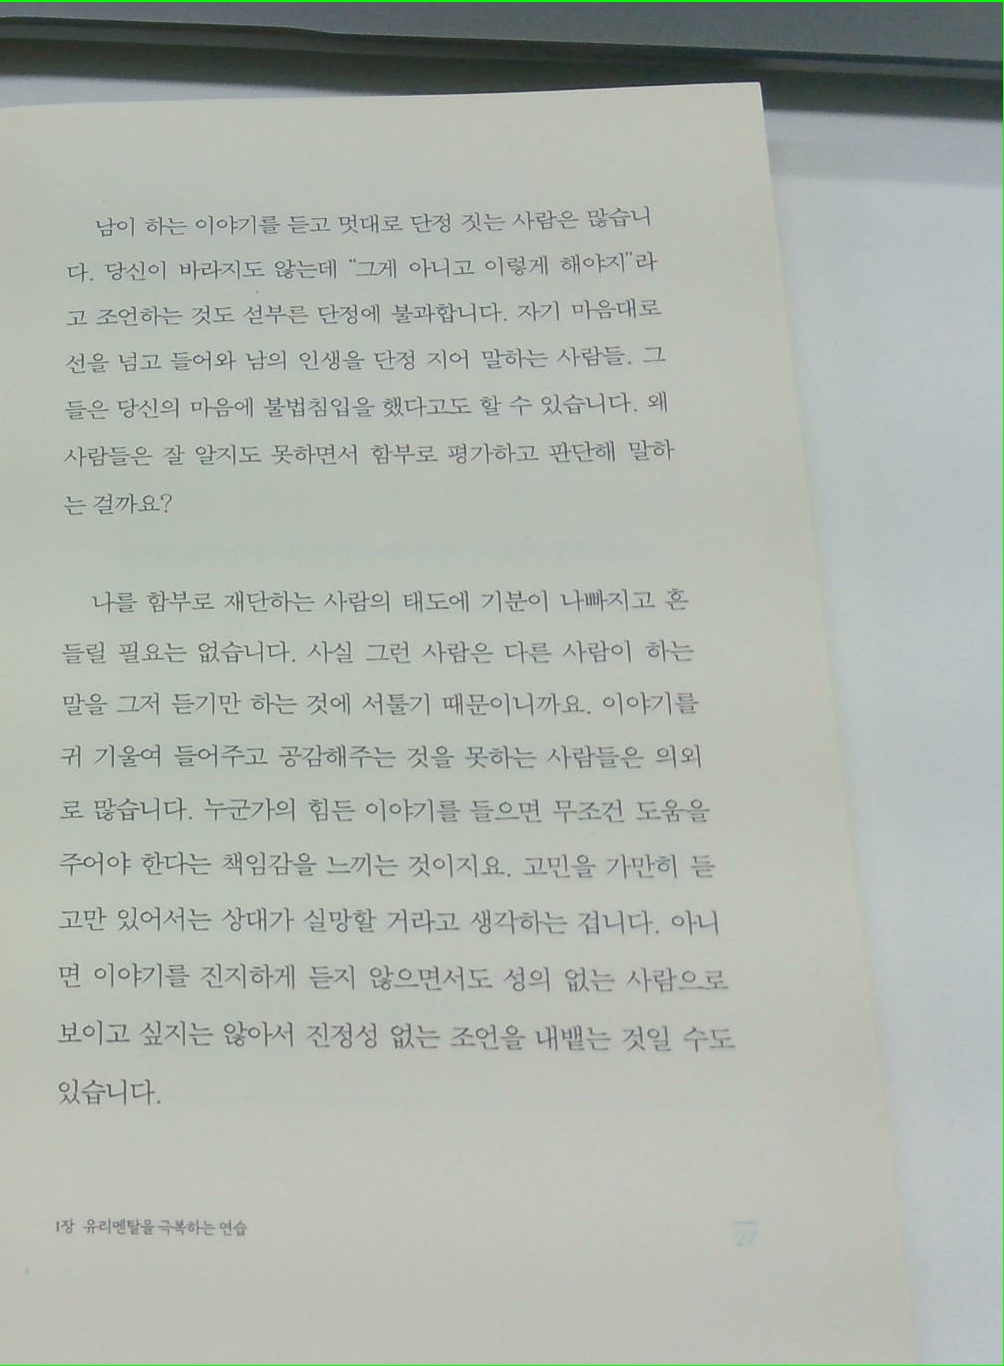 남이 하는 이야기를 듣고 멋대로 단정 짓는 사람은 많습니
다. 당신이 바라지도 않는데 “그게 아니고 이렇게 해야지”라
고 조언하는 것도 섣부른 단정에 불과합니다. 자기 마음대로
선을 넘고 들어와 남의 인생을 단정 지어 말하는 사람들. 그
들은 당신의 마음에 불법침입을 했다고도 할 수 있습니다. 왜
사람들은 잘 알지도 못하면서 함부로 평가하고 판단해 말하
는 걸까요?
나를 함부로 재단하는 사람의 태도에 기분이 나빠지고 흔
들릴 필요는 없습니다. 사실 그런 사람은 다른 사람이 하는
말을 그저 듣기만 하는 것에 서툴기 때문이니까요. 이야기를
귀 기울여 들어주고 공감해주는 것을 못하는 사람들은 의외
로 많습니다. 누군가의 힘든 이야기를 들으면 무조건 도움을
주어야 한다는 책임감을 느끼는 것이지요. 고민을 가만히 듣
고만 있어서는 상대가 실망할 거라고 생각하는 겁니다. 아니
면 이야기를 진지하게 듣지 않으면서도 성의 없는 사람으로
보이고 싶지는 않아서 진정성 없는 조언을 내뱉는 것일 수도
있습니다.
1장 유리멘탈을 극복하는 연습
27